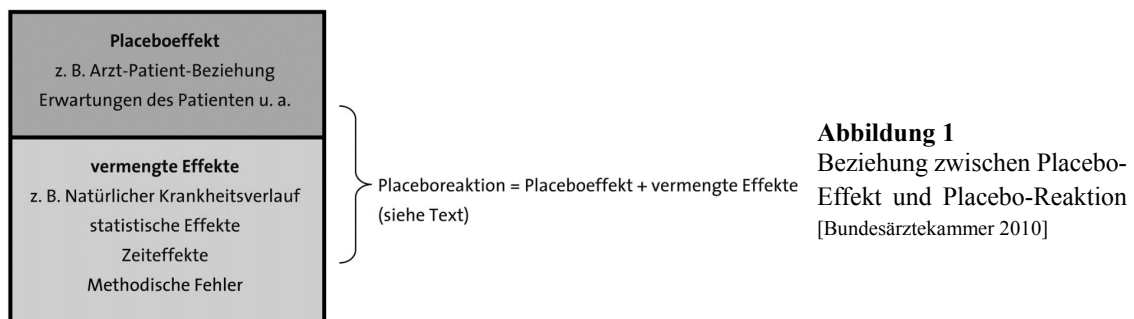 Placeboeffekt
z. B. Arzt-Patient-Beziehung
Erwartungen des Patienten u. a.
vermengte Effekte
z. B. Natürlicher Krankheitsverlauf
statistische Effekte
Zeiteffekte
Methodische Fehler
Placeboreaktion = Placeboeffekt + vermengte Effekte
(siehe Text)
Abbildung 1
Beziehung zwischen Placebo-
Effekt und Placebo-Reaktion
[Bundesärztekammer 2010]